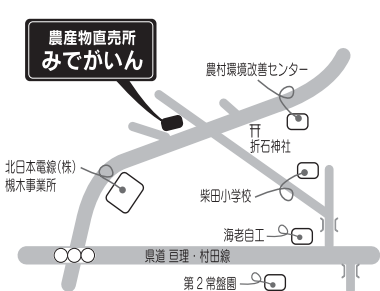 農産物直売所
みでがいん
農村環境改善センター
折石神社
北日本電線(株)
槻木事業所
柴田小学校
海老自工
県道 亘理・村田線
第2常盤園